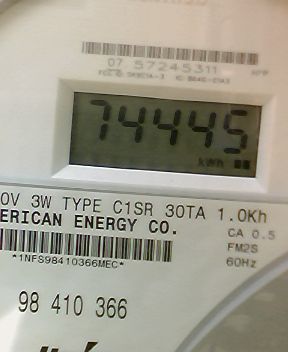 07 57245311
74445
kWh
0V 3W TYPE C1SR 30TA 1.0Kh
ERICAN ENERGY CO.
CA 0.5
FM2S
60Hz
*1NFS98410366MEC*
98 410 366